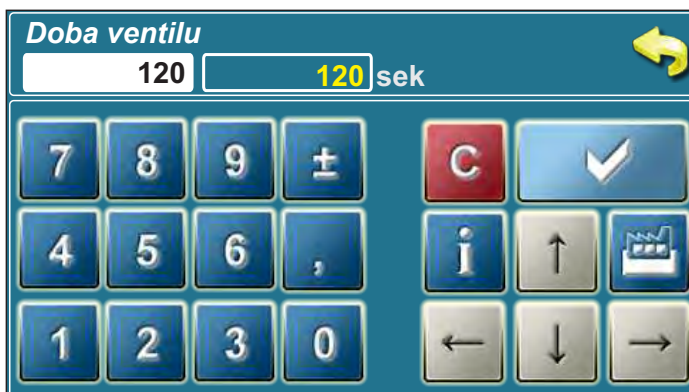 Doba ventilu
120 120 sek
7 8 9 ± C
4 5 6 , i ↑
1 2 3 0 ← ↓ →